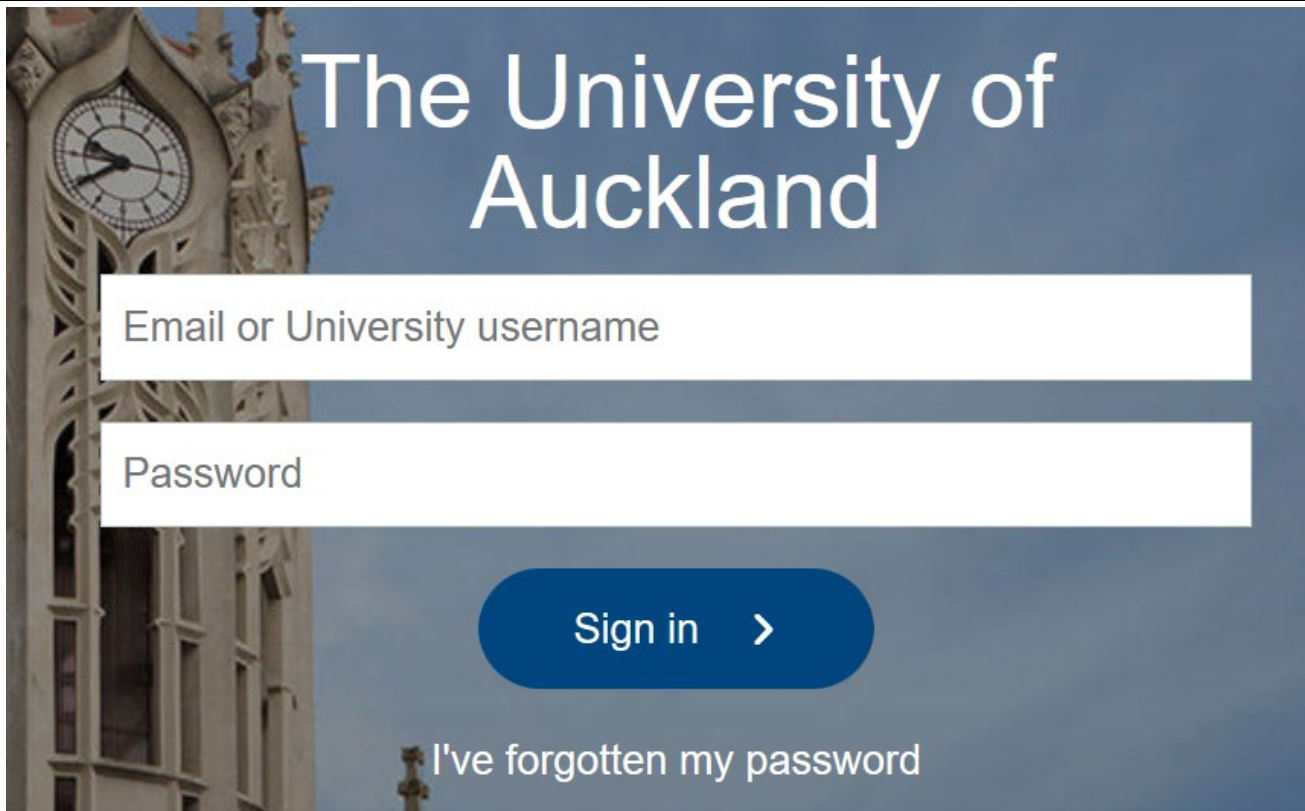 The University of
Auckland
Email or University username
Password
Sign in
I've forgotten my password